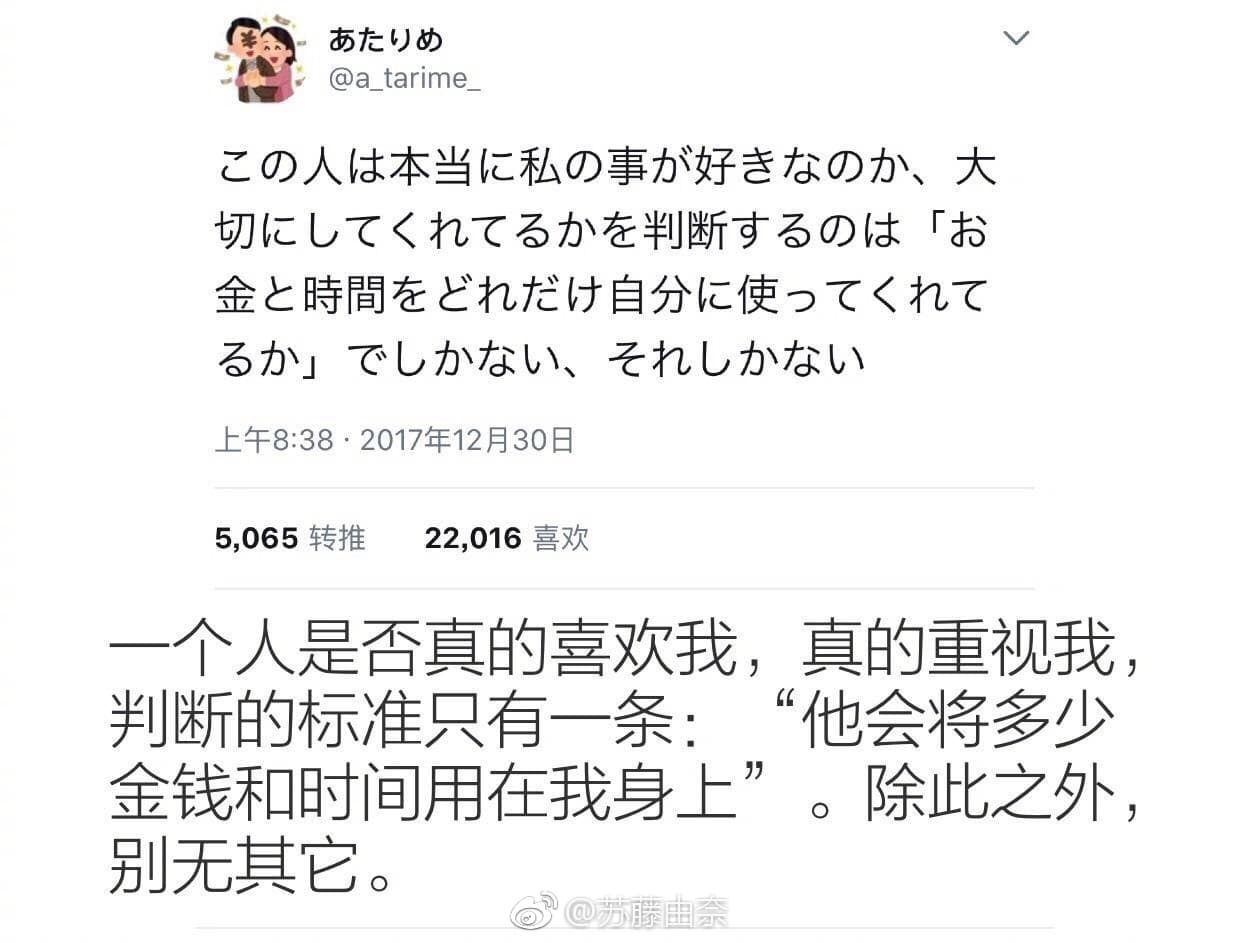 あたりめ
@a_tarime_
この人は本当に私の事が好きなのか、大
切にしてくれてるかを判断するのは「お
金と時間をどれだけ自分に使ってくれて
るか」でしかない、それしかない
上午8:38 · 2017年12月30日
5,065 转推 22,016 喜欢
一个人是否真的喜欢我，真的重视我，
判断的标准只有一条：“他会将多少
金钱和时间用在我身上”。除此之外，
别无其它。
@苏藤由奈